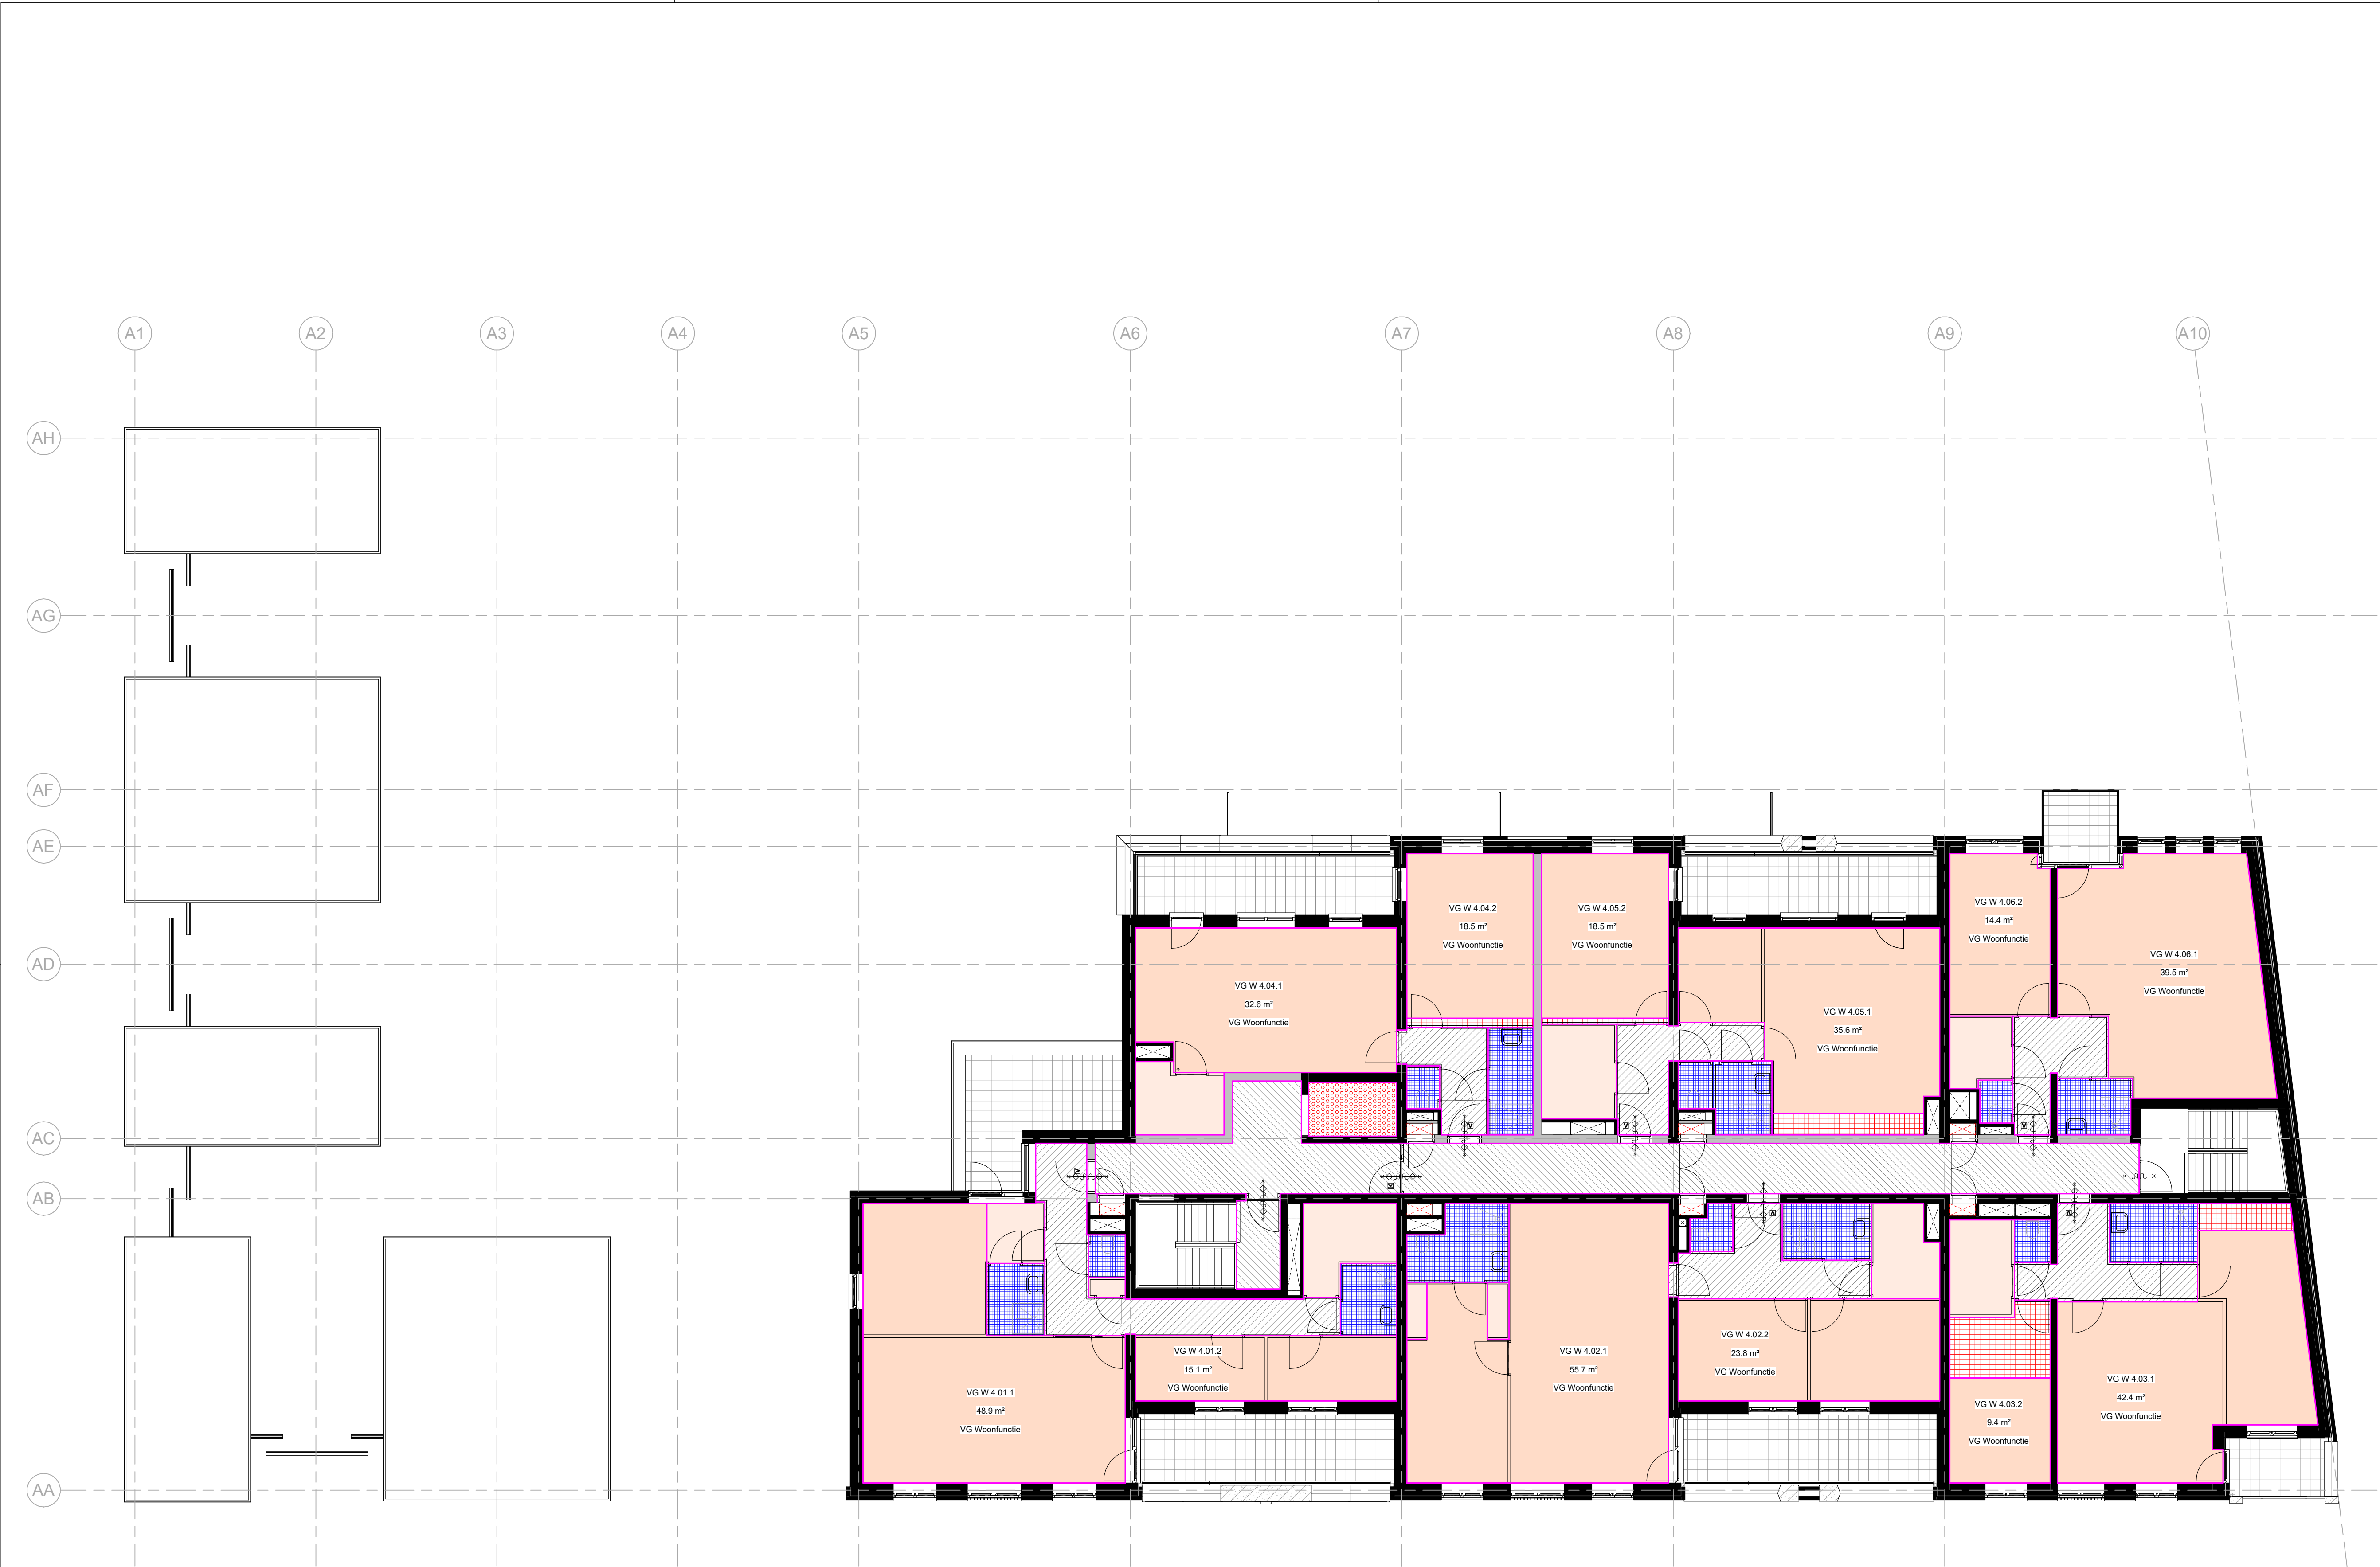 A1
A2
A3
A4
A5
A6
A7
A8
A9
A10
AH
AG
AF
AE
AD
AC
AB
AA
VG W 4.04.2
18.5 m²
VG Woonfunctie
VG W 4.05.2
18.5 m²
VG Woonfunctie
VG W 4.06.2
14.4 m²
VG Woonfunctie
VG W 4.04.1
32.6 m²
VG Woonfunctie
VG W 4.05.1
35.6 m²
VG Woonfunctie
VG W 4.06.1
39.5 m²
VG Woonfunctie
VG W 4.01.1
48.9 m²
VG Woonfunctie
VG W 4.01.2
15.1 m²
VG Woonfunctie
VG W 4.02.1
55.7 m²
VG Woonfunctie
VG W 4.02.2
23.8 m²
VG Woonfunctie
VG W 4.03.2
9.4 m²
VG Woonfunctie
VG W 4.03.1
42.4 m²
VG Woonfunctie